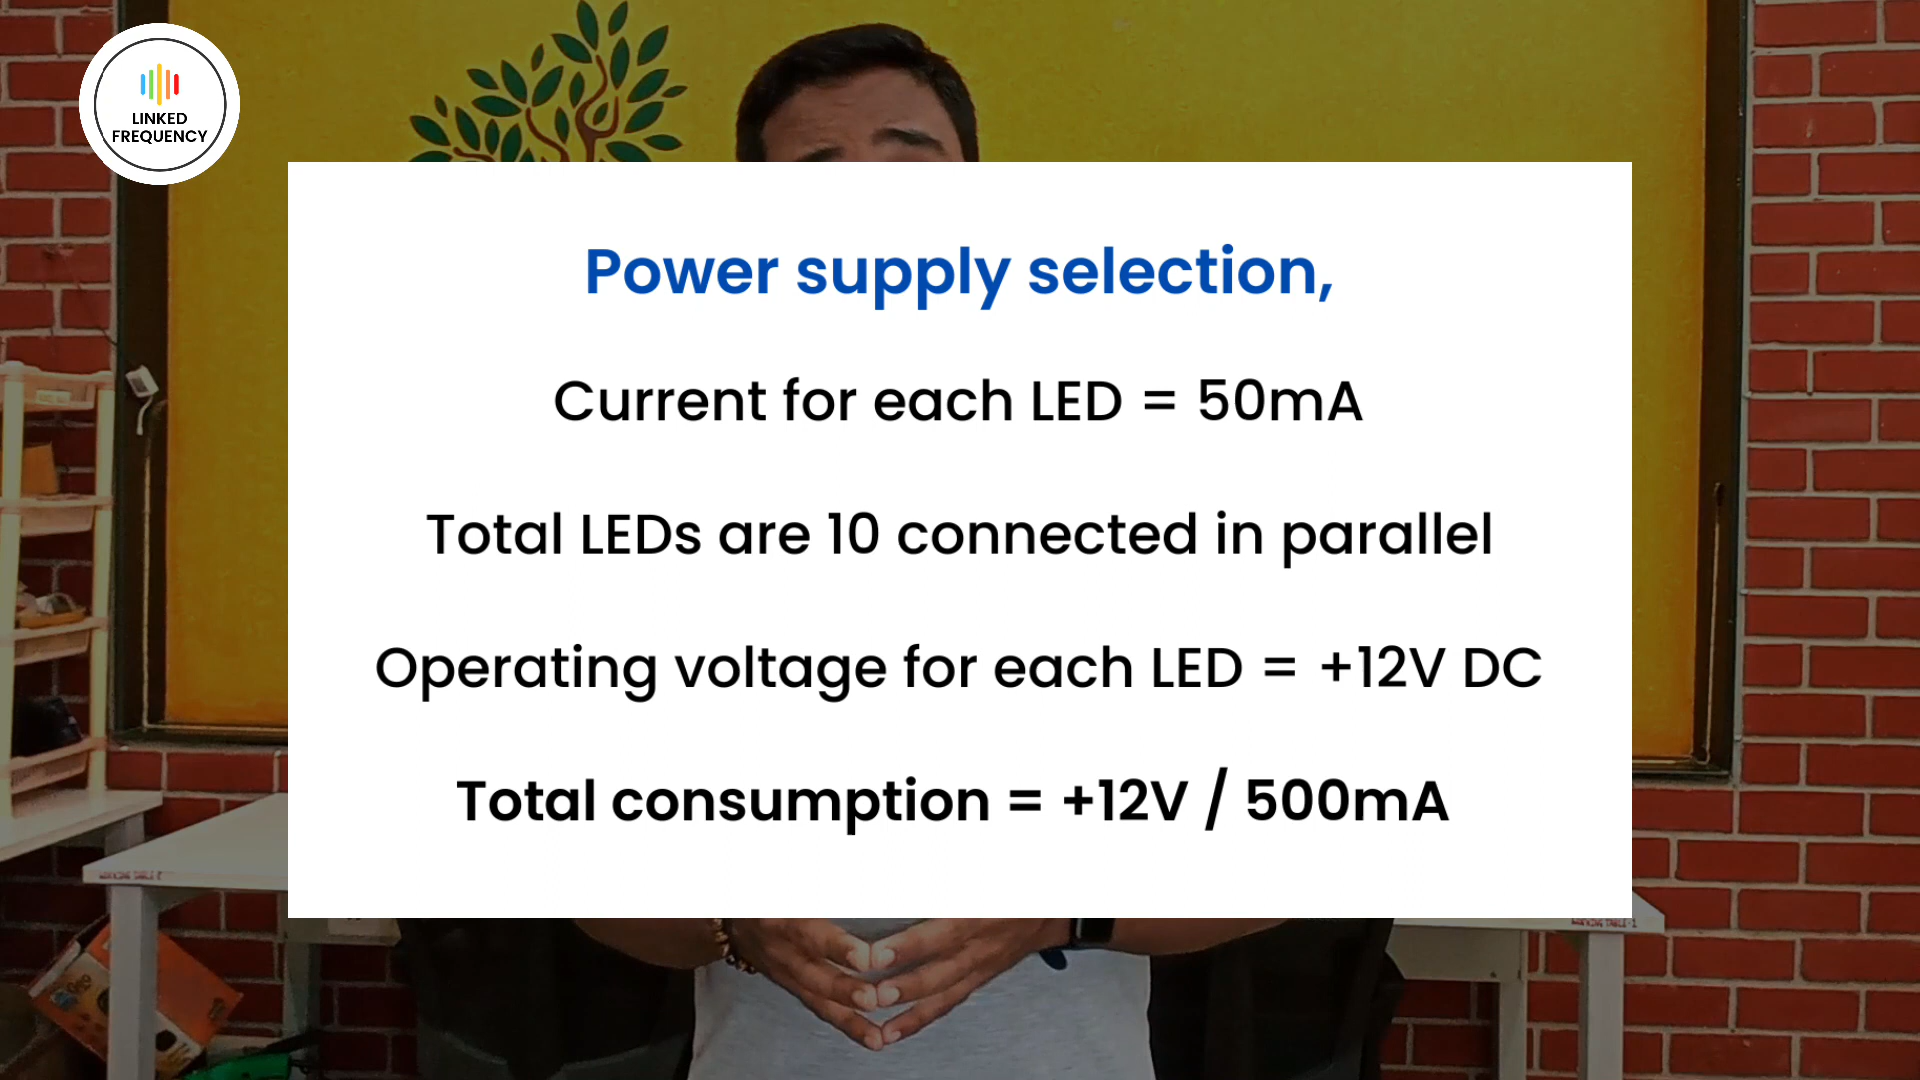 LINKED
FREQUENCY
Power supply selection,
Current for each LED = 50mA
Total LEDs are 10 connected in parallel
Operating voltage for each LED = +12V DC
Total consumption = +12V / 500mA